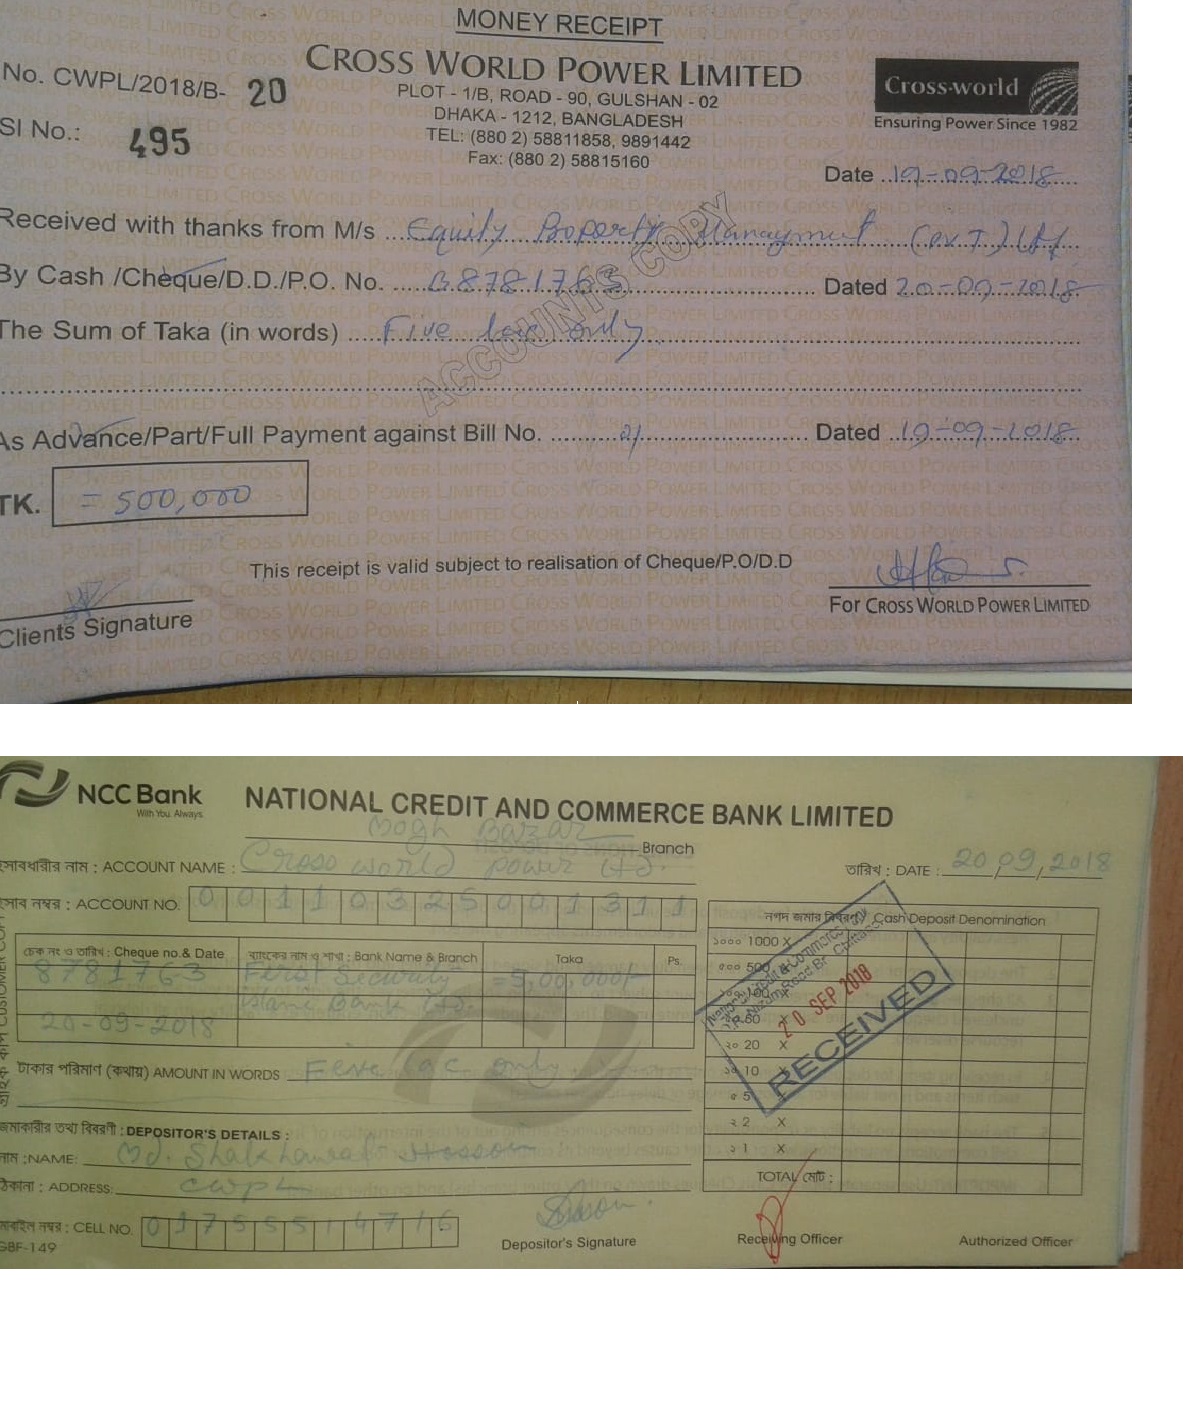 MONEY RECEIPT
CROSS WORLD POWER LIMITED
PLOT - 1/B, ROAD - 90, GULSHAN - 02
DHAKA - 1212, BANGLADESH
TEL: (880 2) 58811858, 9891442
Fax: (880 2) 58815160
No. CWPL/2018/B- 20
Sl No.: 495
Cross-world
Ensuring Power Since 1982
Date 19-09-2018
Received with thanks from M/s Equity Property Managment (PV.T.) Ltd
By Cash /Cheque/D.D./P.O. No. 8781763 Dated 20-09-2018
The Sum of Taka (in words) Five lac only
ACCOUNTS COPY
As Advance/Part/Full Payment against Bill No. Dated 19-09-2018
TK. = 500,000
This receipt is valid subject to realisation of Cheque/P.O/D.D
Clients Signature
For CROSS WORLD POWER LIMITED
NCC Bank
With You. Always.
NATIONAL CREDIT AND COMMERCE BANK LIMITED
Mogh Bazar Branch
নাম : ACCOUNT NAME : Cross world power Ltd.
তারিখ : DATE : 20,09,2018
নম্বর : ACCOUNT NO. 00110325001311
নগদ জমার বিবরণ / Cash Deposit Denomination
চেক নং ও তারিখ : Cheque no.& Date
ব্যাংকের নাম ও শাখা : Bank Name & Branch
Taka
Ps.
8781763 First Security =5,00,000/-
Islami Bank Ltd.
20-09-2018
১০০০ 1000 X
৫০০ 500
১০০ 100 X
৫০ 50 X
২০ 20 X
১০ 10 X
৫ 5 X
২ 2 X
১ 1 X
TOTAL মোট :
20 SEP 2018
RECEIVED
টাকার পরিমাণ (কথায়) AMOUNT IN WORDS Five lac only
জমাকারীর তথ্য বিবরণী : DEPOSITOR'S DETAILS :
নাম :NAME: Md. Shakhawat Hossen
ঠিকানা : ADDRESS: CWPL
মোবাইল নম্বর : CELL NO. 01755514716
GBF-149
Depositor's Signature
Receiving Officer
Authorized Officer
CUSTOMER COPY